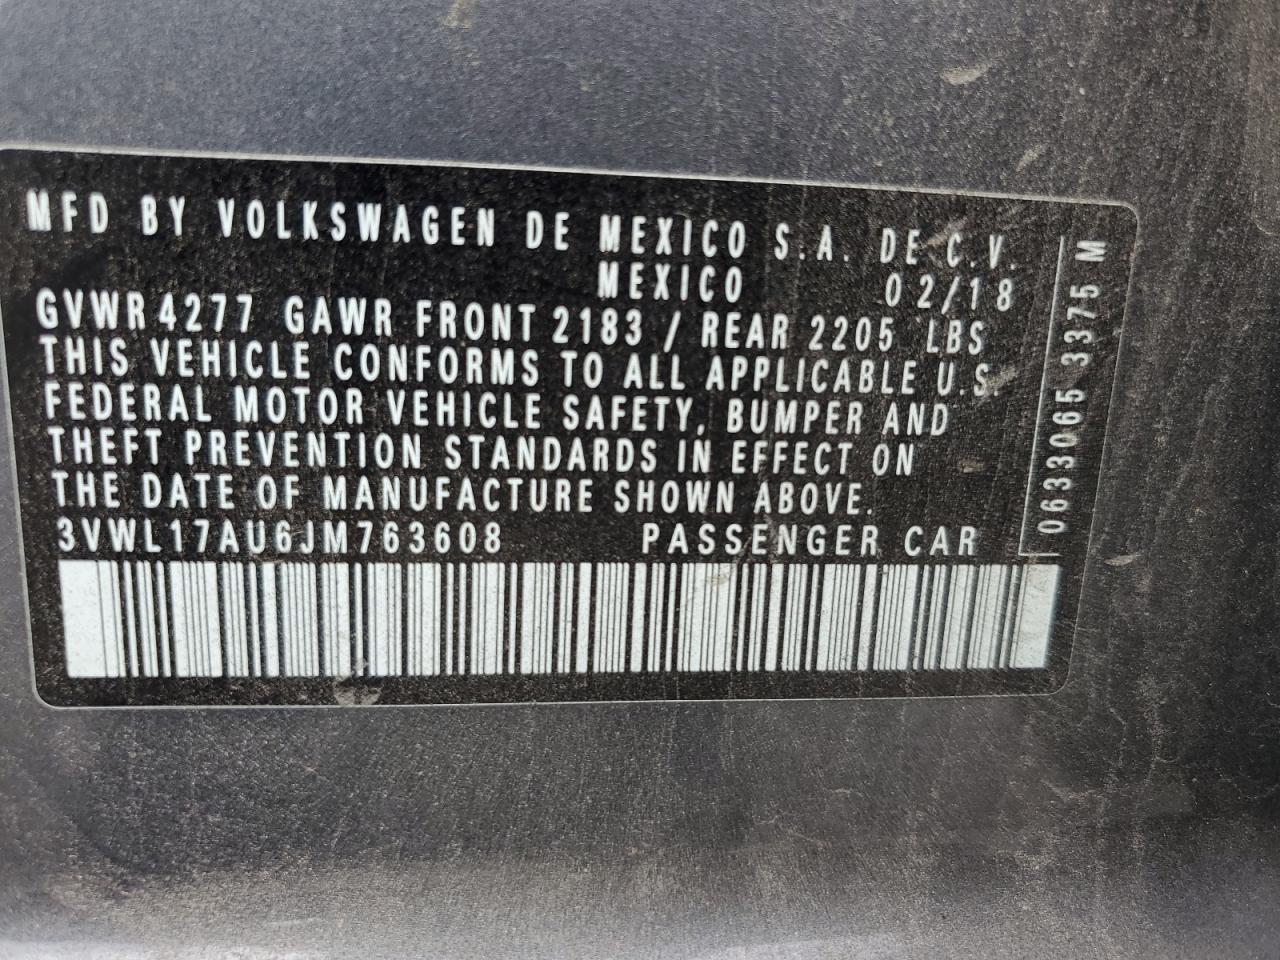 MFD BY VOLKSWAGEN DE MEXICO S.A. DE C.V.
MEXICO 02/18
GVWR 4277 GAWR FRONT 2183 / REAR 2205 LBS
THIS VEHICLE CONFORMS TO ALL APPLICABLE U.S.
FEDERAL MOTOR VEHICLE SAFETY, BUMPER AND
THEFT PREVENTION STANDARDS IN EFFECT ON
THE DATE OF MANUFACTURE SHOWN ABOVE.
3VWL17AU6JM763608 PASSENGER CAR
0633065 3375 M